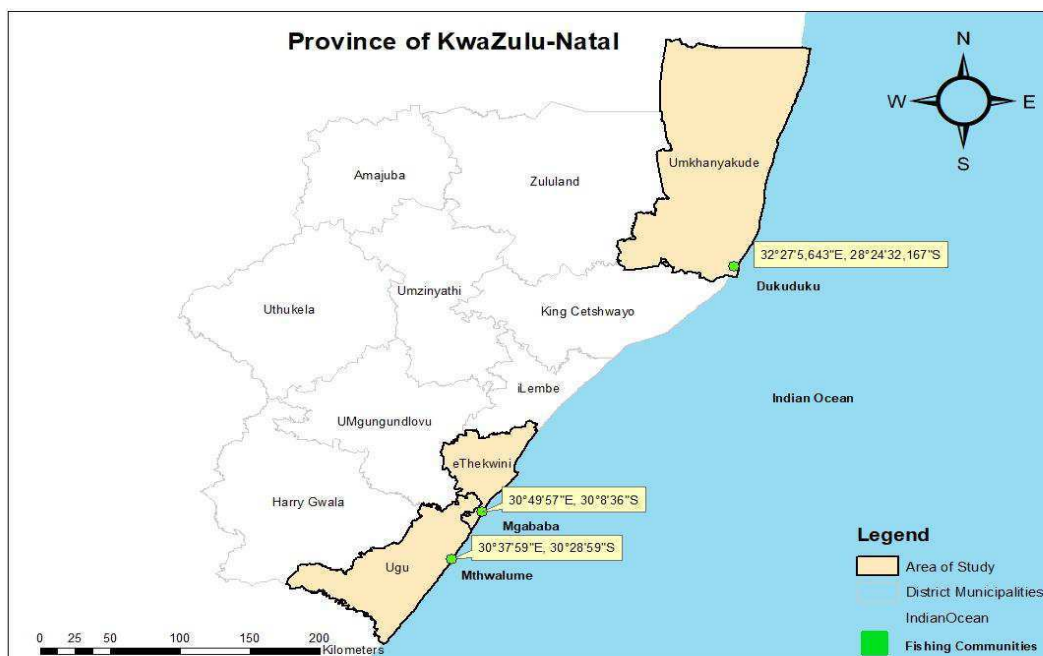 Province of KwaZulu-Natal
N
W
E
S
Umkhanyakude
Amajuba
Zululand
32°27'5,643"E, 28°24'32,167"S
Dukuduku
Umzinyathi
Uthukela
King Cetshwayo
iLembe
Indian Ocean
UMgungundlovu
eThekwini
Harry Gwala
30°49'57"E, 30°8'36"S
Mgababa
30°37'59"E, 30°28'59"S
Ugu
Mthwalume
Legend
Area of Study
District Municipalities
IndianOcean
Fishing Communities
0 12,525 50 100 150 200
Kilometers